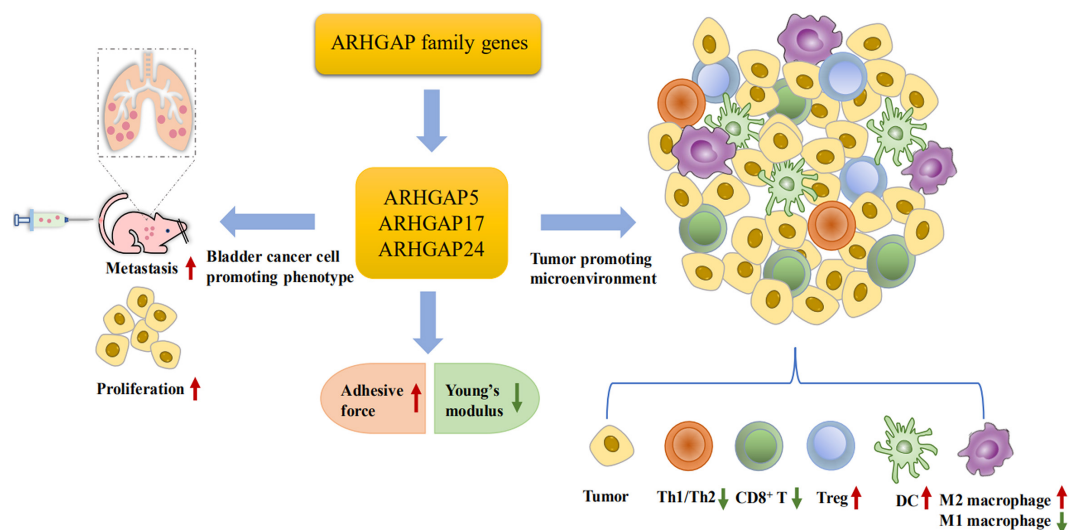 ARHGAP family genes
ARHGAP5
ARHGAP17
ARHGAP24
Metastasis
Bladder cancer cell
promoting phenotype
Tumor promoting
microenvironment
Proliferation
Adhesive
force
Young's
modulus
Tumor
Th1/Th2
CD8⁺ T
Treg
DC
M2 macrophage
M1 macrophage